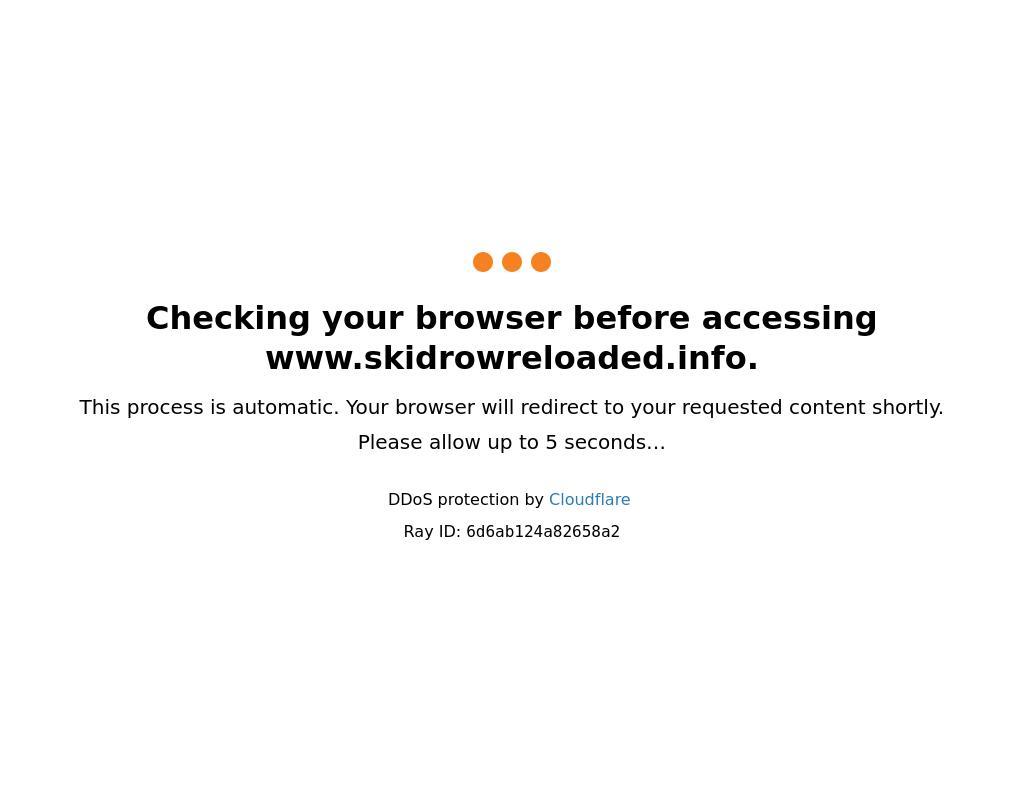 Checking your browser before accessing
www.skidrowreloaded.info.
This process is automatic. Your browser will redirect to your requested content shortly.
Please allow up to 5 seconds…
DDoS protection by Cloudflare
Ray ID: 6d6ab124a82658a2